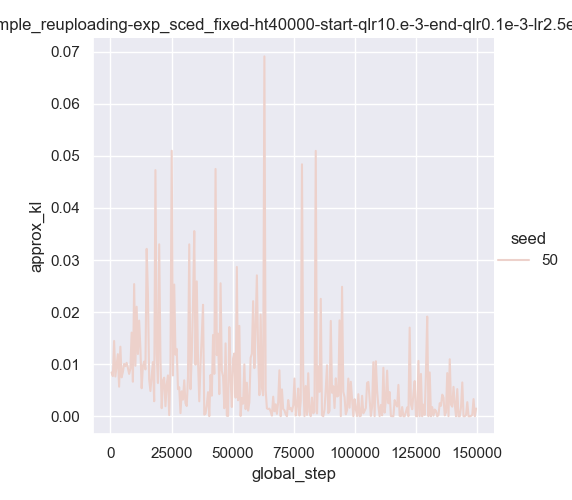 mple_reuploading-exp_sced_fixed-ht40000-start-qlr10.e-3-end-qlr0.1e-3-lr2.5e
0.07
0.06
0.05
0.04
0.03
0.02
0.01
0.00
approx_kl
0 25000 50000 75000 100000 125000 150000
global_step
seed
50